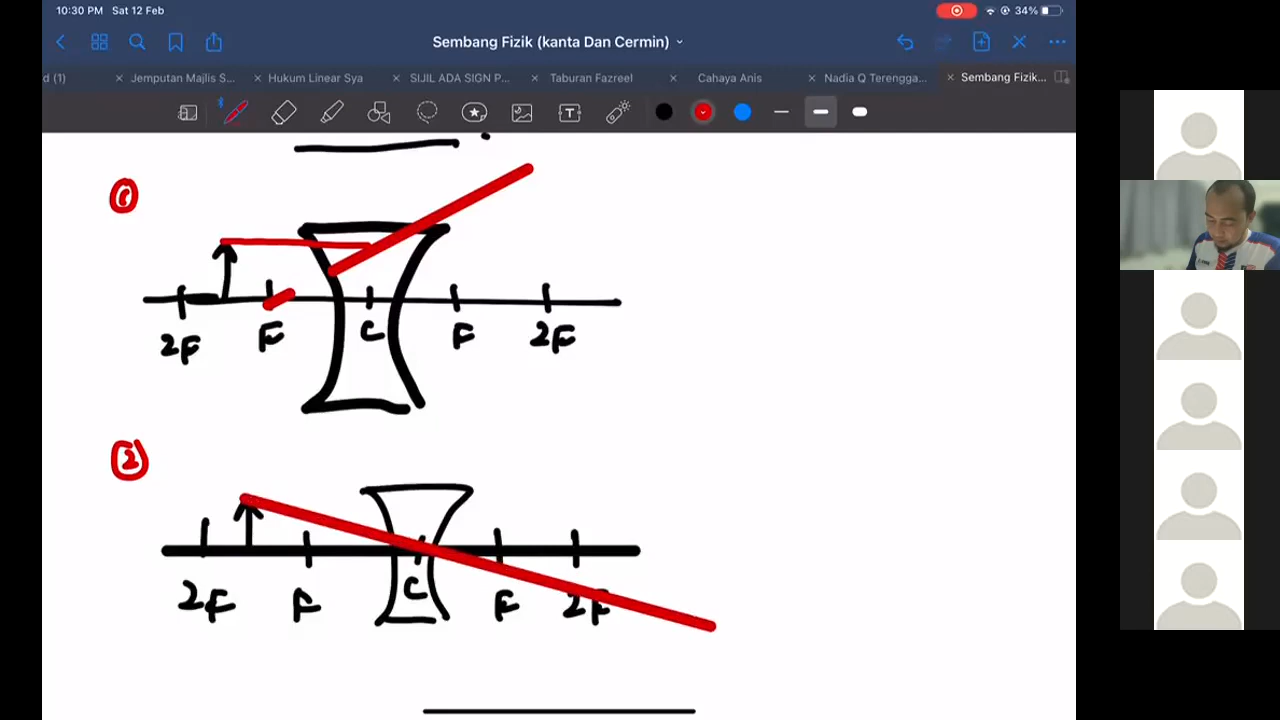 10:30 PM Sat 12 Feb 34%
Sembang Fizik (kanta Dan Cermin)
d (1) Jemputan Majlis S... Hukum Linear Sya SIJIL ADA SIGN P... Taburan Fazreel Cahaya Anis Nadia Q Terengga... Sembang Fizik...
T
1
2F F C F 2F
2
2F F C F 2F